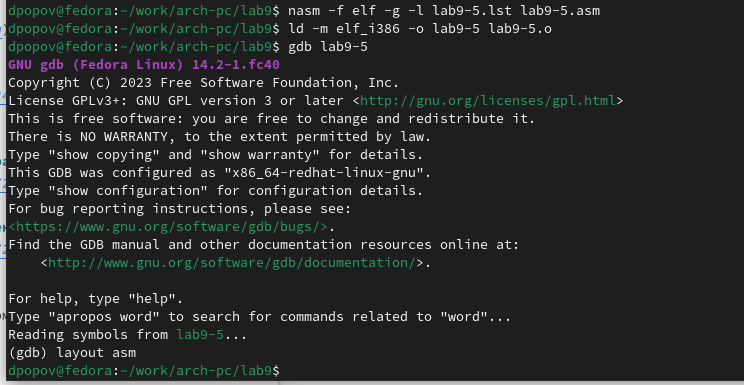 dpopov@fedora:~/work/arch-pc/lab9$ nasm -f elf -g -l lab9-5.lst lab9-5.asm
dpopov@fedora:~/work/arch-pc/lab9$ ld -m elf_i386 -o lab9-5 lab9-5.o
dpopov@fedora:~/work/arch-pc/lab9$ gdb lab9-5
GNU gdb (Fedora Linux) 14.2-1.fc40
Copyright (C) 2023 Free Software Foundation, Inc.
License GPLv3+: GNU GPL version 3 or later <http://gnu.org/licenses/gpl.html>
This is free software: you are free to change and redistribute it.
There is NO WARRANTY, to the extent permitted by law.
Type "show copying" and "show warranty" for details.
This GDB was configured as "x86_64-redhat-linux-gnu".
Type "show configuration" for configuration details.
For bug reporting instructions, please see:
<https://www.gnu.org/software/gdb/bugs/>.
Find the GDB manual and other documentation resources online at:
    <http://www.gnu.org/software/gdb/documentation/>.

For help, type "help".
Type "apropos word" to search for commands related to "word"...
Reading symbols from lab9-5...
(gdb) layout asm
dpopov@fedora:~/work/arch-pc/lab9$